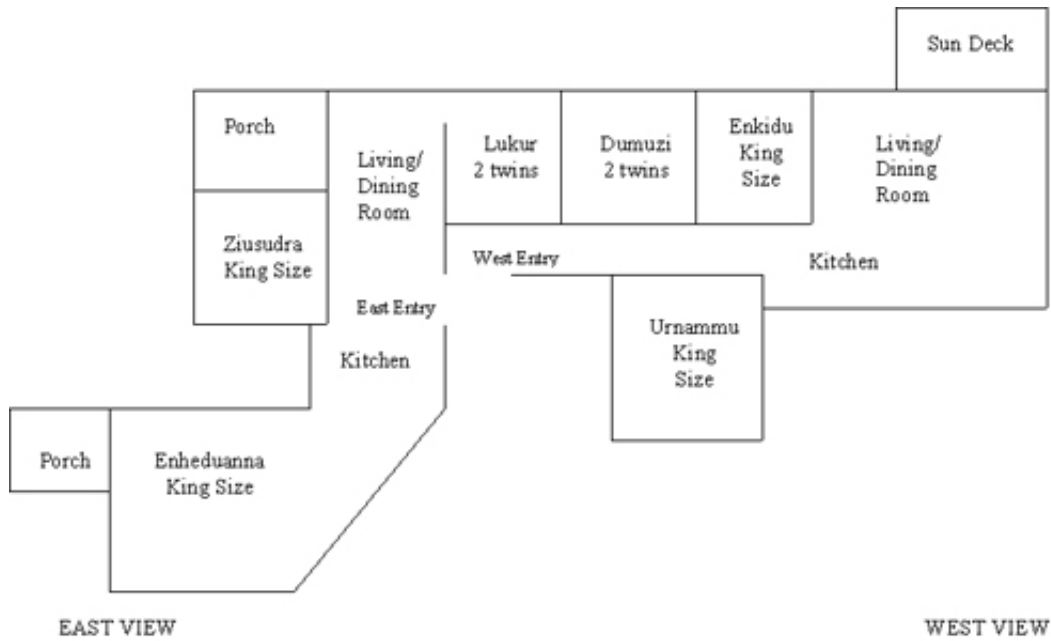 Sun Deck
Porch
Living/
Dining
Room
Lukur
2 twins
Dumuzi
2 twins
Enkidu
King
Size
Living/
Dining
Room
Ziusudra
King Size
West Entry
Kitchen
East Entry
Kitchen
Urnammu
King
Size
Porch
Enheduanna
King Size
EAST VIEW
WEST VIEW